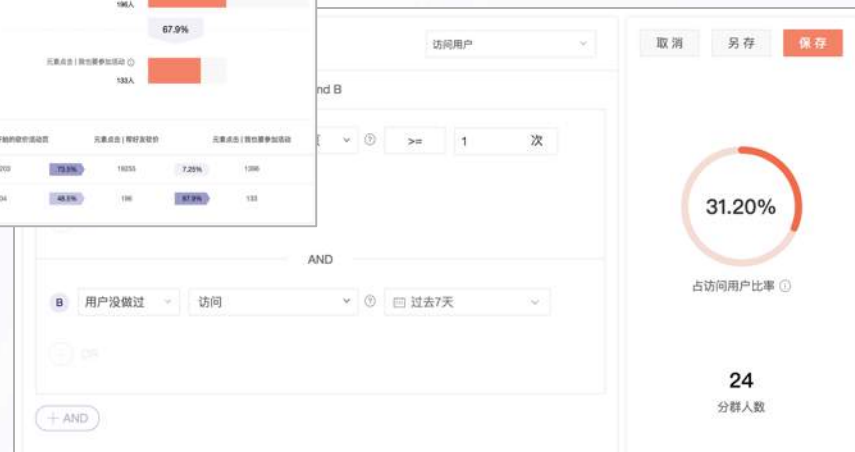 196人
67.9%
元素点击 | 我也要参加活动
133人
元素点击 | 帮好友砍价
元素点击 | 我也要参加活动
73.5%
19255
7.25%
1396
48.5%
196
67.9%
133
访问用户
nd B
>=
1
次
AND
B
用户没做过
访问
过去7天
OR
+ AND
取消
另存
保存
31.20%
占访问用户比率
24
分群人数